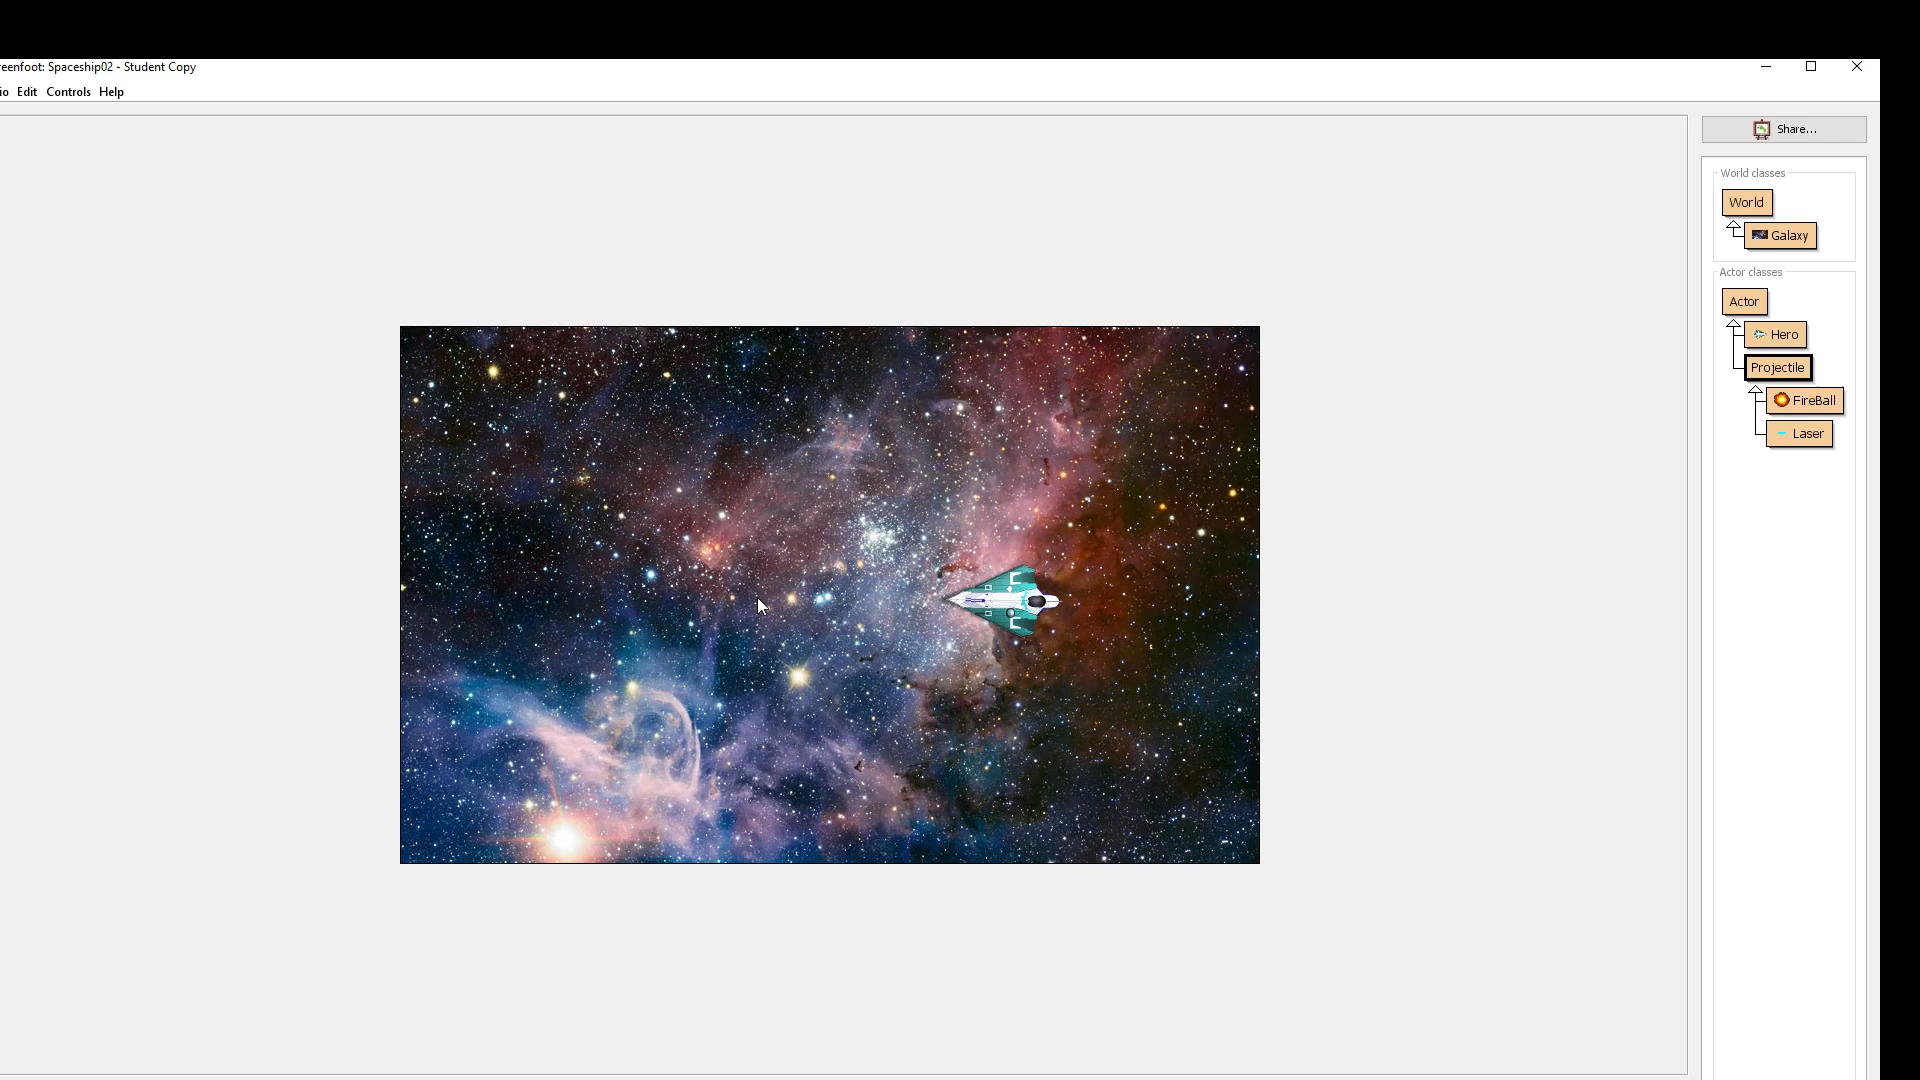 reenfoot: Spaceship02 - Student Copy
io Edit Controls Help
Share...
World classes
World
Galaxy
Actor classes
Actor
Hero
Projectile
FireBall
Laser